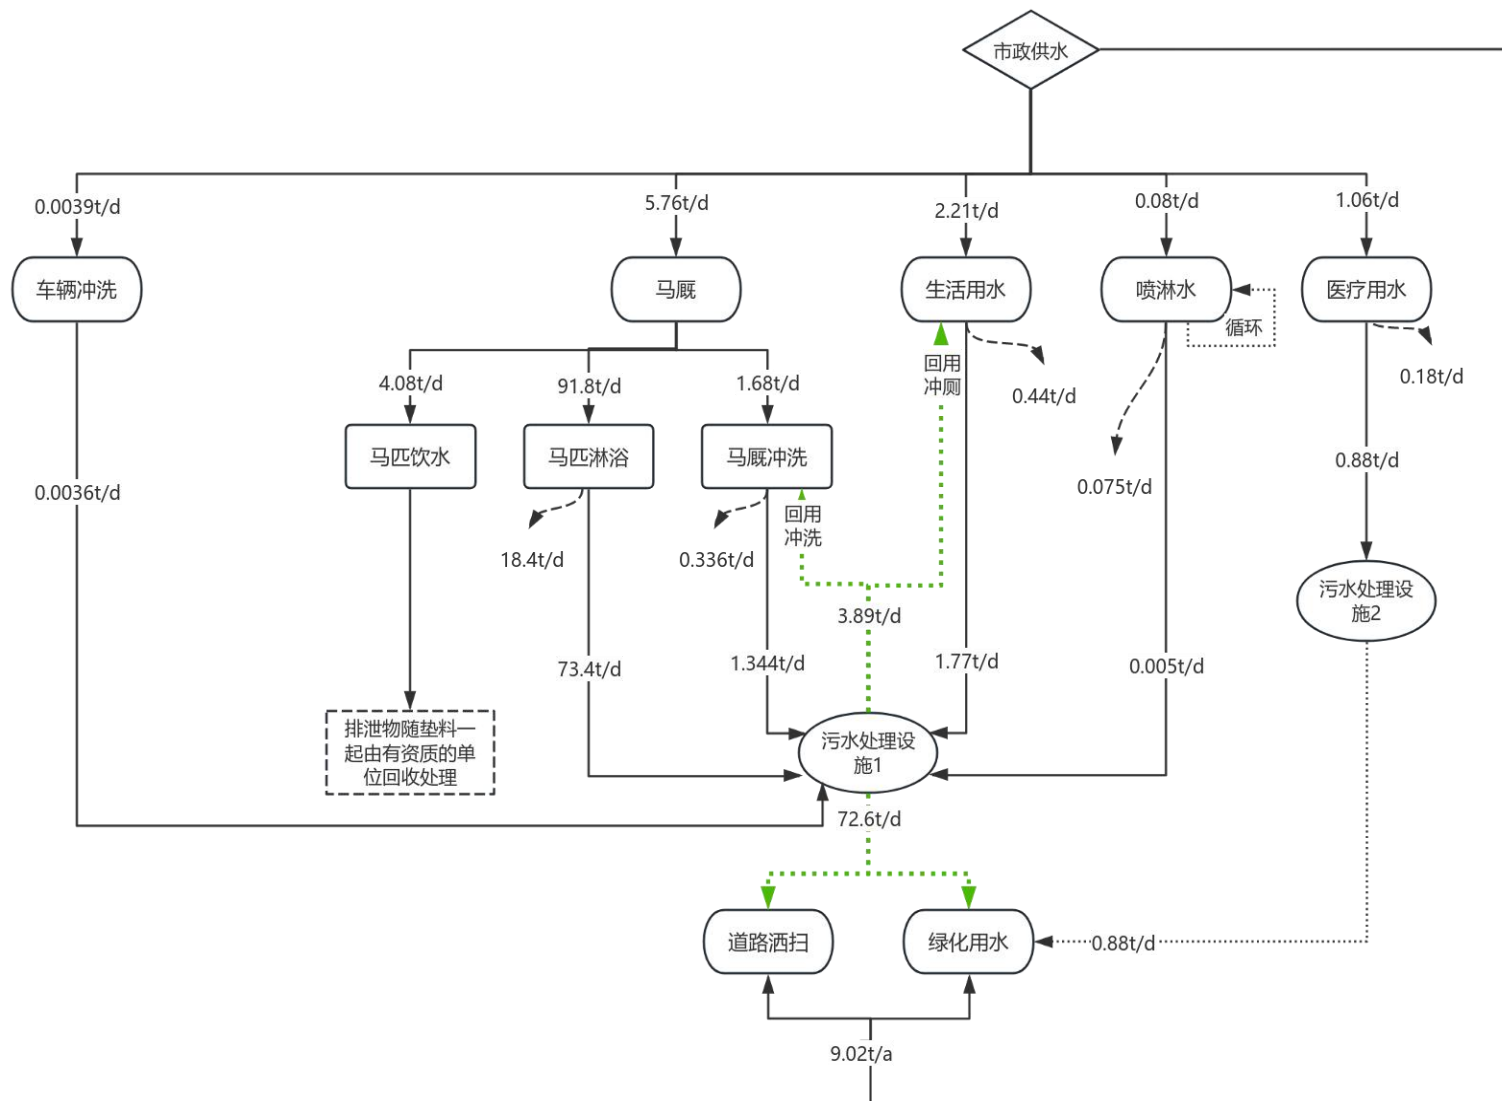 市政供水
0.0039t/d
5.76t/d
2.21t/d
0.08t/d
1.06t/d
车辆冲洗
马厩
生活用水
喷淋水
医疗用水
循环
4.08t/d
91.8t/d
1.68t/d
回用
冲厕
0.44t/d
0.18t/d
马匹饮水
马匹淋浴
马厩冲洗
0.0036t/d
0.075t/d
0.88t/d
回用
冲洗
18.4t/d
0.336t/d
3.89t/d
污水处理设
施2
73.4t/d
1.344t/d
1.77t/d
0.005t/d
排泄物随垫料一
起由有资质的单
位回收处理
污水处理设
施1
72.6t/d
道路洒扫
绿化用水
0.88t/d
9.02t/a